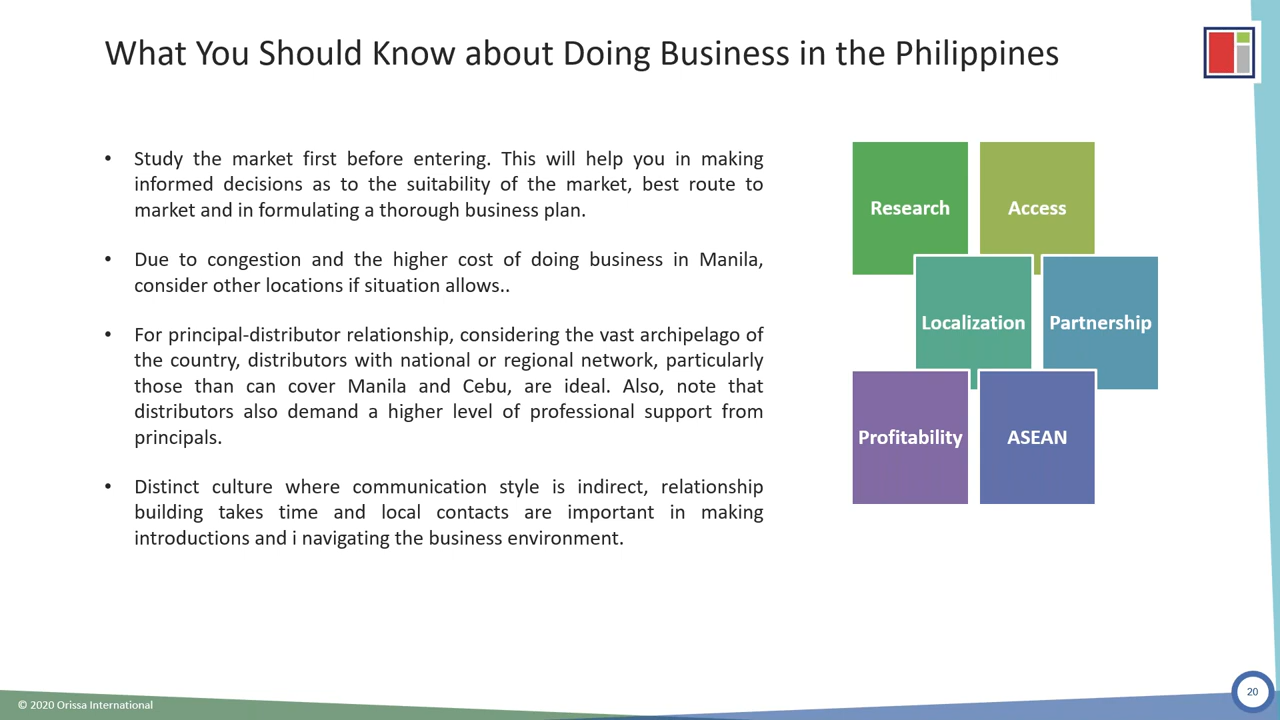 What You Should Know about Doing Business in the Philippines
• Study the market first before entering. This will help you in making
informed decisions as to the suitability of the market, best route to
market and in formulating a thorough business plan.
• Due to congestion and the higher cost of doing business in Manila,
consider other locations if situation allows..
• For principal-distributor relationship, considering the vast archipelago of
the country, distributors with national or regional network, particularly
those than can cover Manila and Cebu, are ideal. Also, note that
distributors also demand a higher level of professional support from
principals.
• Distinct culture where communication style is indirect, relationship
building takes time and local contacts are important in making
introductions and i navigating the business environment.
Research
Access
Localization
Partnership
Profitability
ASEAN
© 2020 Orissa International
20